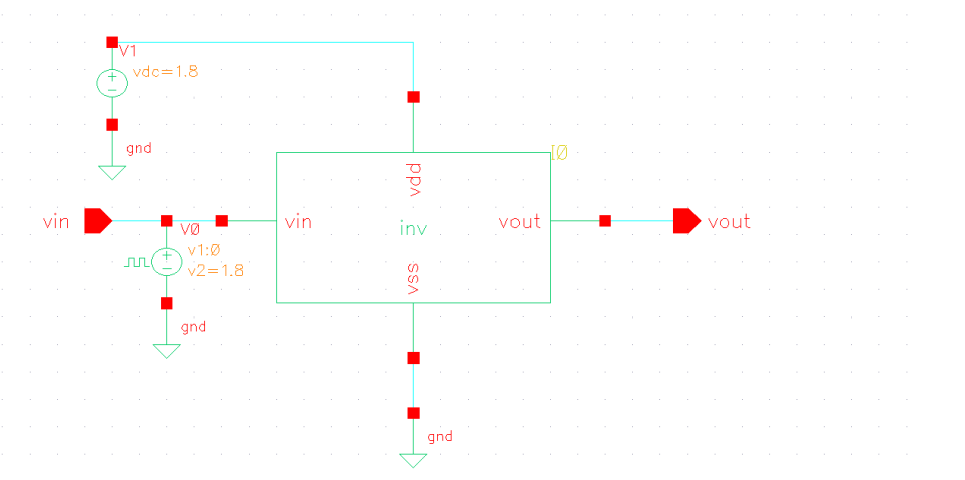 V1
vdc=1.8
gnd
I0
vdd
vin
vin
inv
vout
vout
V0
v1:0
v2=1.8
vss
gnd
gnd